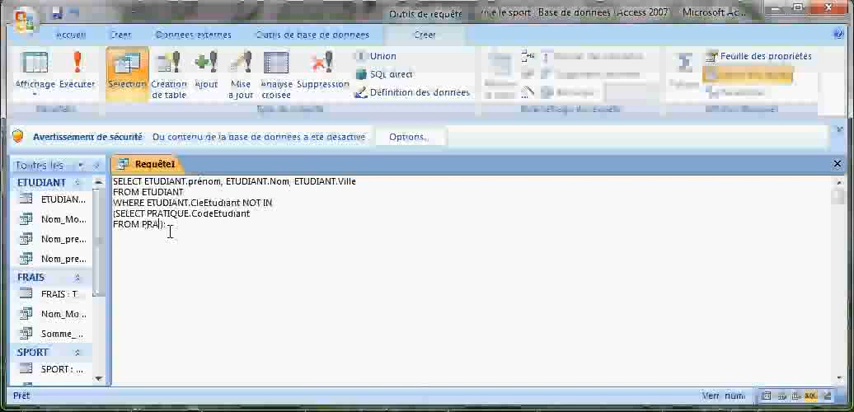 Outils de requête
le sport : Base de données (Access 2007) Microsoft Ac...
Accueil Créer Données externes Outils de base de données Créer
Affichage Exécuter
Sélection Création de table Ajout Mise à jour Analyse croisée Suppression
Union
SQL direct
Définition des données
Feuille des propriétés
Avertissement de sécurité Du contenu de la base de données a été désactivé Options...
Toutes les
Requête1
SELECT ETUDIANT.prénom, ETUDIANT.Nom, ETUDIANT.Ville
FROM ETUDIANT
WHERE ETUDIANT.CleEtudiant NOT IN
(SELECT PRATIQUE.CodeEtudiant
FROM PRA);
ETUDIANT
ETUDIAN...
Nom_Mo...
Nom_pre...
Nom_pre...
FRAIS
FRAIS : T...
Nom_Mo...
Somme_...
SPORT
SPORT : ...
Prêt
Verr. num.
SQL